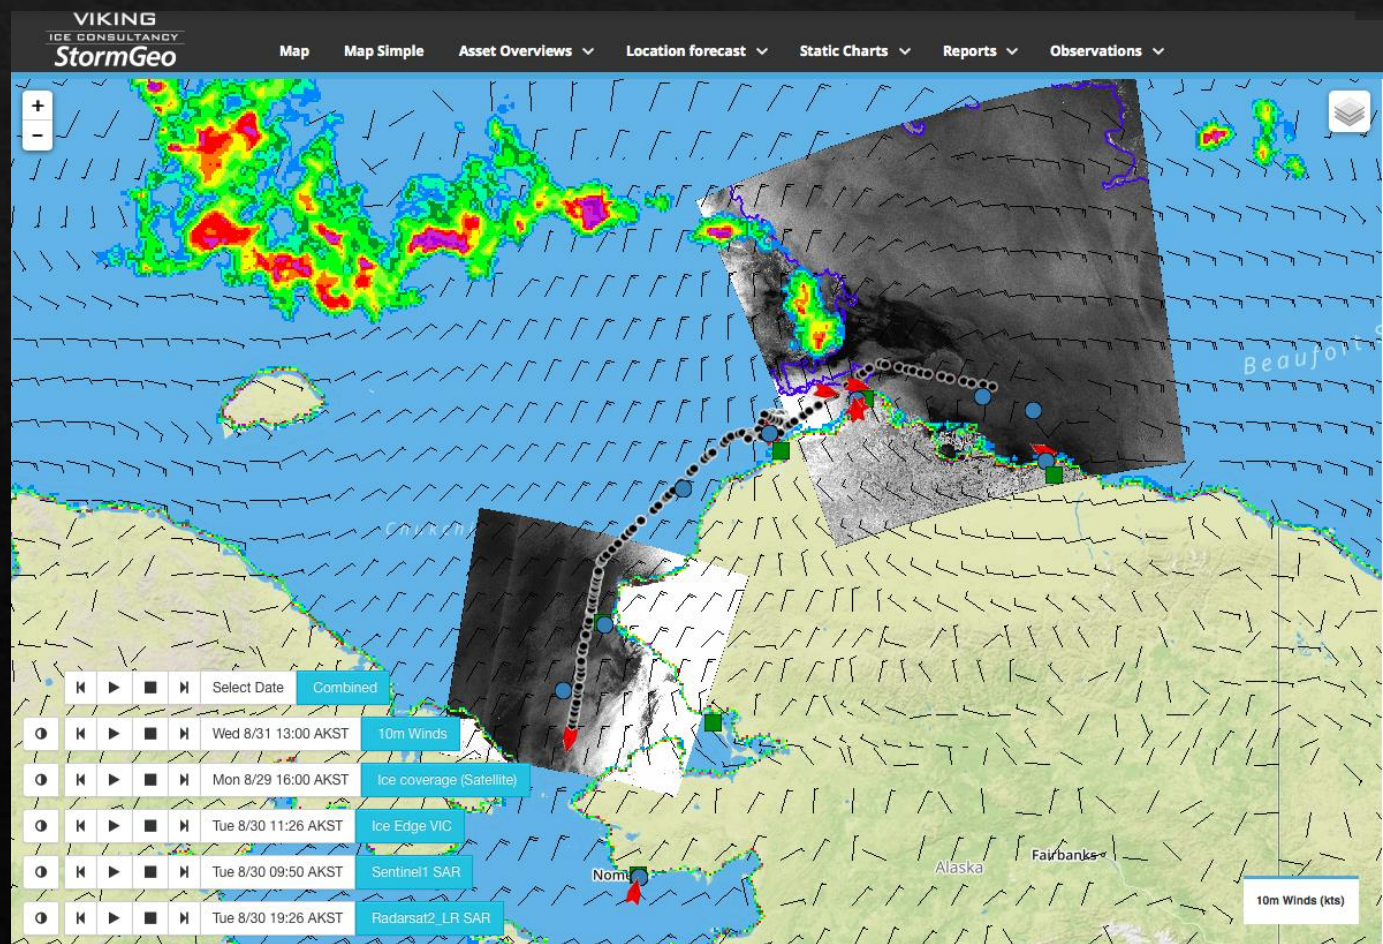 VIKING
ICE CONSULTANCY
StormGeo
Map
Map Simple
Asset Overviews
Location forecast
Static Charts
Reports
Observations
+
−
Beaufort S
Select Date
Combined
Wed 8/31 13:00 AKST
10m Winds
Mon 8/29 16:00 AKST
Ice coverage (Satellite)
Tue 8/30 11:26 AKST
Ice Edge VIC
Tue 8/30 09:50 AKST
Sentinel1 SAR
Tue 8/30 19:26 AKST
Radarsat2_LR SAR
Nome
Alaska
Fairbanks
10m Winds (kts)